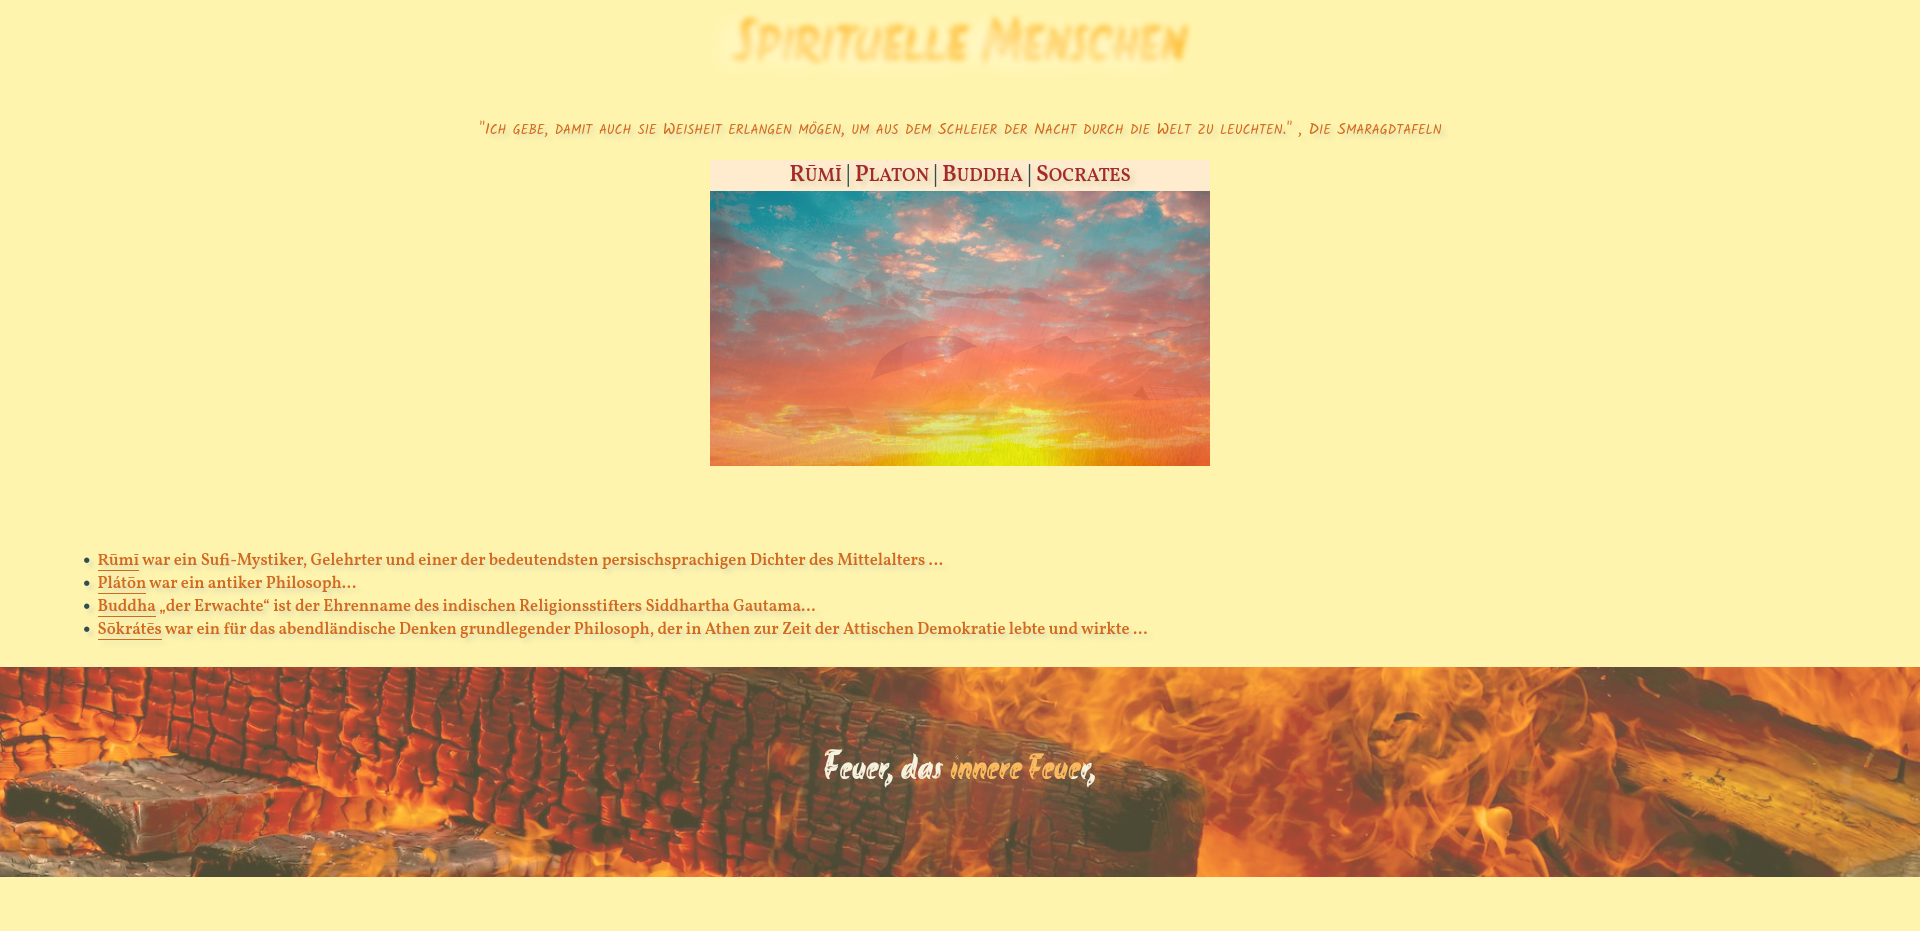 Spirituelle Menschen
"Ich gebe, damit auch sie Weisheit erlangen mögen, um aus dem Schleier der Nacht durch die Welt zu leuchten." , Die Smaragdtafeln
Rūmī | Platon | Buddha | Socrates
• Rūmī war ein Sufi-Mystiker, Gelehrter und einer der bedeutendsten persischsprachigen Dichter des Mittelalters ...
• Plátōn war ein antiker Philosoph...
• Buddha „der Erwachte“ ist der Ehrenname des indischen Religionsstifters Siddhartha Gautama...
• Sōkrátēs war ein für das abendländische Denken grundlegender Philosoph, der in Athen zur Zeit der Attischen Demokratie lebte und wirkte ...
Feuer, das innere Feuer,